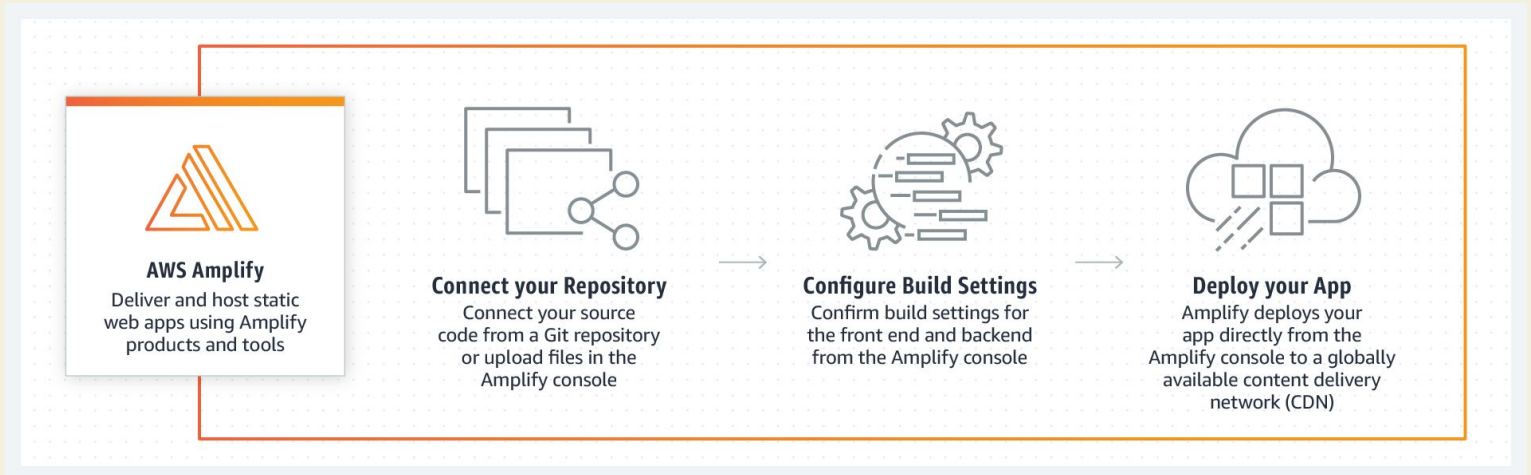 AWS Amplify
Deliver and host static
web apps using Amplify
products and tools
Connect your Repository
Connect your source
code from a Git repository
or upload files in the
Amplify console
Configure Build Settings
Confirm build settings for
the front end and backend
from the Amplify console
Deploy your App
Amplify deploys your
app directly from the
Amplify console to a globally
available content delivery
network (CDN)